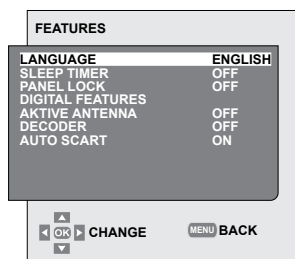 FEATURES
LANGUAGE ENGLISH
SLEEP TIMER OFF
PANEL LOCK OFF
DIGITAL FEATURES
AKTIVE ANTENNA OFF
DECODER OFF
AUTO SCART ON
OK CHANGE MENU BACK